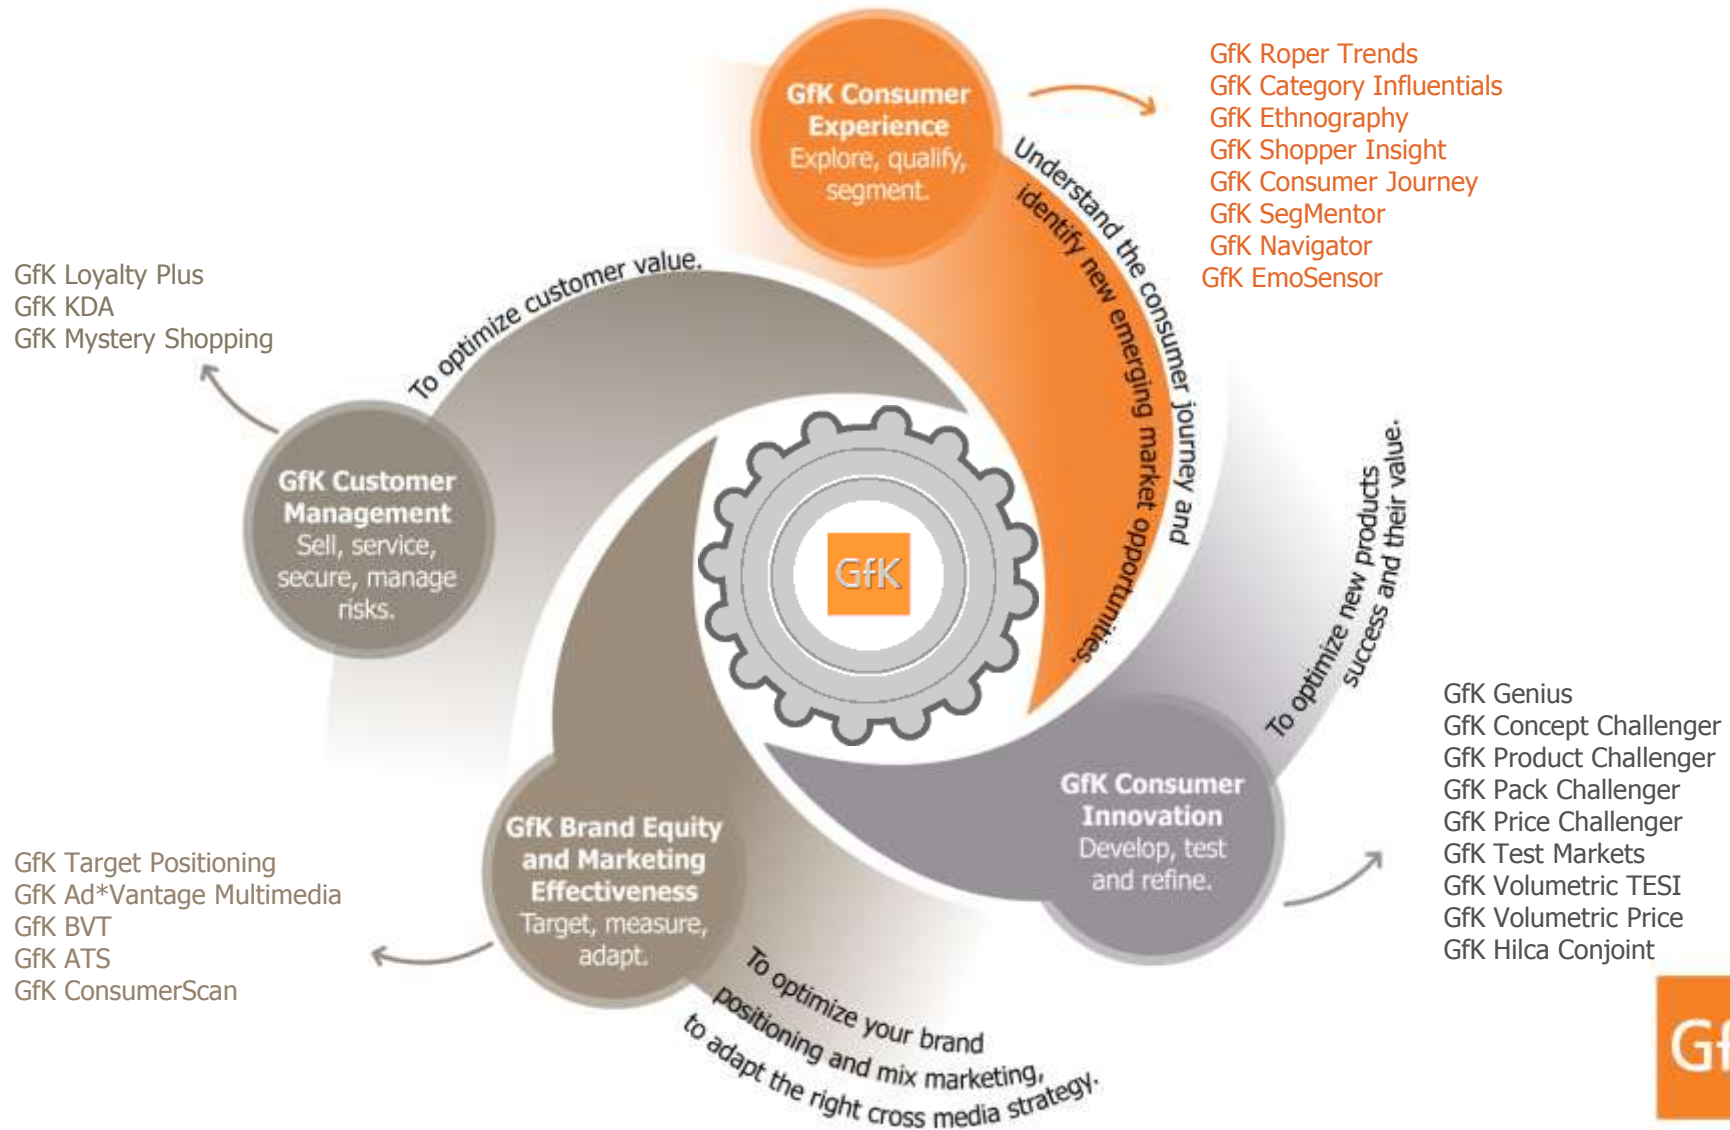 GfK Consumer
Experience
Explore, qualify,
segment.
GfK Roper Trends
GfK Category Influentials
GfK Ethnography
GfK Shopper Insight
GfK Consumer Journey
GfK SegMentor
GfK Navigator
GfK EmoSensor
Understand the consumer journey and
identify new emerging market opportunities.
GfK Loyalty Plus
GfK KDA
GfK Mystery Shopping
To optimize customer value.
GfK Customer
Management
Sell, service,
secure, manage
risks.
GfK
To optimize new products
success and their value.
GfK Consumer
Innovation
Develop, test
and refine.
GfK Genius
GfK Concept Challenger
GfK Product Challenger
GfK Pack Challenger
GfK Price Challenger
GfK Test Markets
GfK Volumetric TESI
GfK Volumetric Price
GfK Hilca Conjoint
GfK Brand Equity
and Marketing
Effectiveness
Target, measure,
adapt.
GfK Target Positioning
GfK Ad*Vantage Multimedia
GfK BVT
GfK ATS
GfK ConsumerScan
To optimize your brand
positioning and mix marketing,
to adapt the right cross media strategy.
Gf